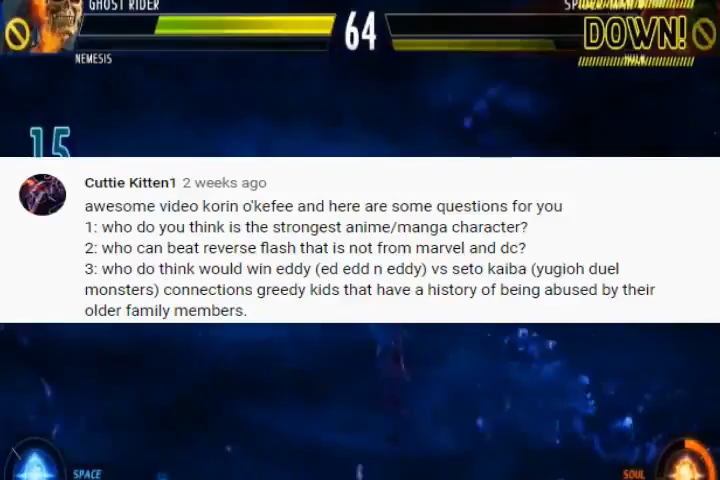 GHOST RIDER
64
DOWN!
NEMESIS
15
Cuttie Kitten1 2 weeks ago
awesome video korin o'kefee and here are some questions for you
1: who do you think is the strongest anime/manga character?
2: who can beat reverse flash that is not from marvel and dc?
3: who do think would win eddy (ed edd n eddy) vs seto kaiba (yugioh duel
monsters) connections greedy kids that have a history of being abused by their
older family members.
SPACE
SOUL